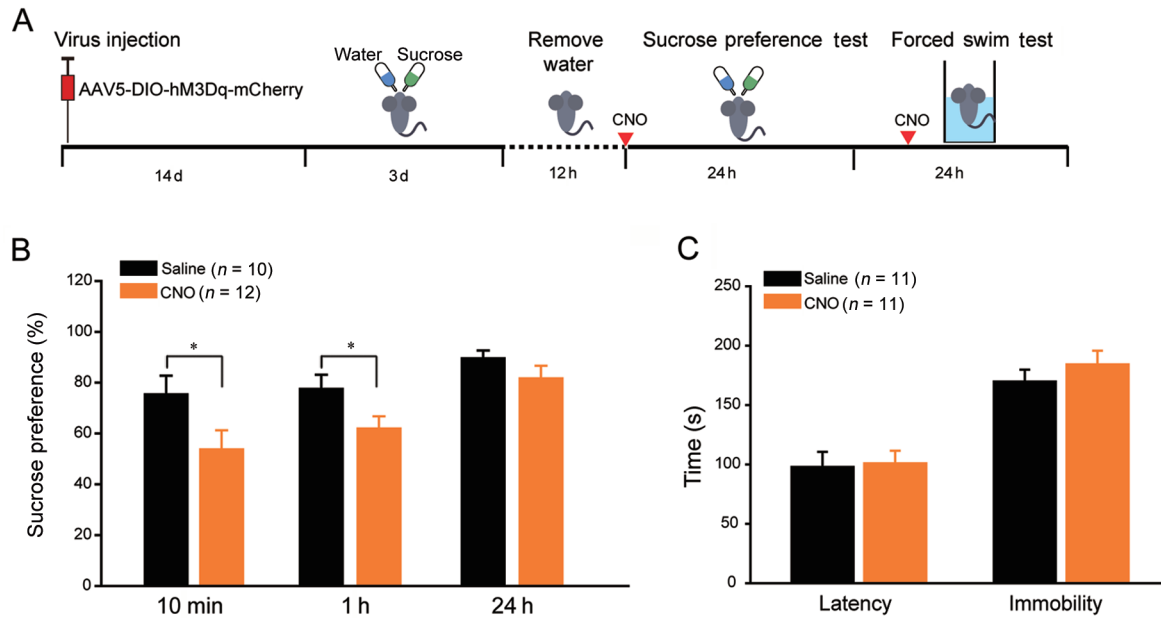 A
Virus injection
AAV5-DIO-hM3Dq-mCherry
Water Sucrose
Remove
water
CNO
Sucrose preference test
Forced swim test
CNO
14 d
3 d
12 h
24 h
24 h
B
Saline (n = 10)
CNO (n = 12)
Sucrose preference (%)
120
100
80
60
40
20
0
*
*
10 min
1 h
24 h
C
Saline (n = 11)
CNO (n = 11)
Time (s)
250
200
150
100
50
0
Latency
Immobility